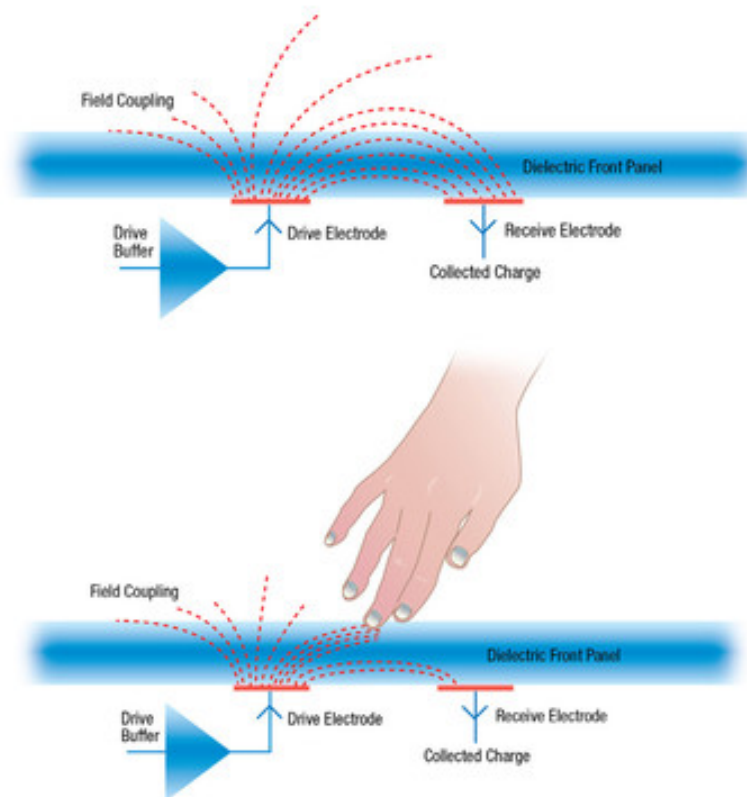 Field Coupling
Dielectric Front Panel
Drive
Buffer
Drive Electrode
Receive Electrode
Collected Charge
Field Coupling
Dielectric Front Panel
Drive
Buffer
Drive Electrode
Receive Electrode
Collected Charge